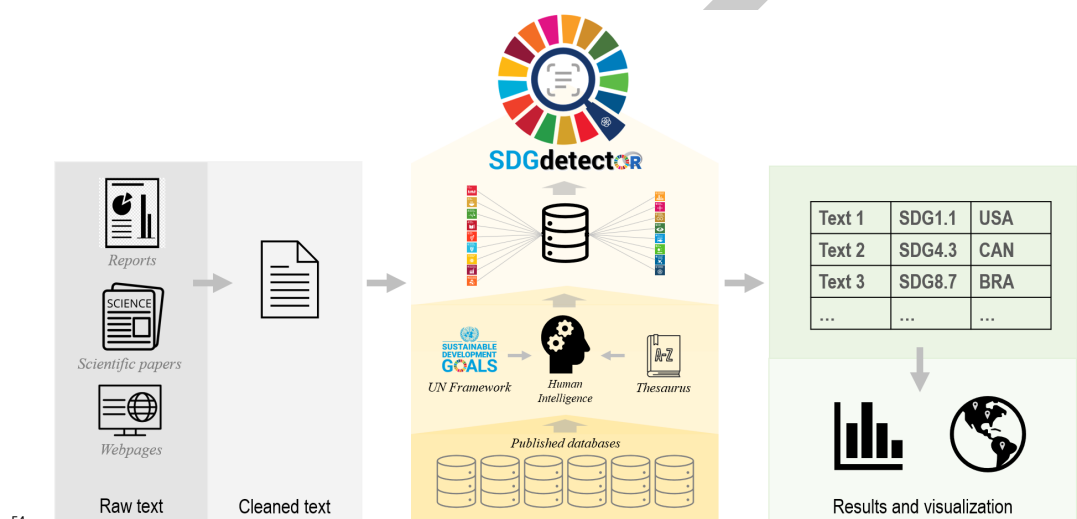 SDGdetector
Reports
SCIENCE
Scientific papers
Webpages
Raw text
Cleaned text
SUSTAINABLE
DEVELOPMENT
GOALS
UN Framework
Human
Intelligence
A-Z
Thesaurus
Published databases
Text 1 SDG1.1 USA
Text 2 SDG4.3 CAN
Text 3 SDG8.7 BRA
... ... ...
Results and visualization